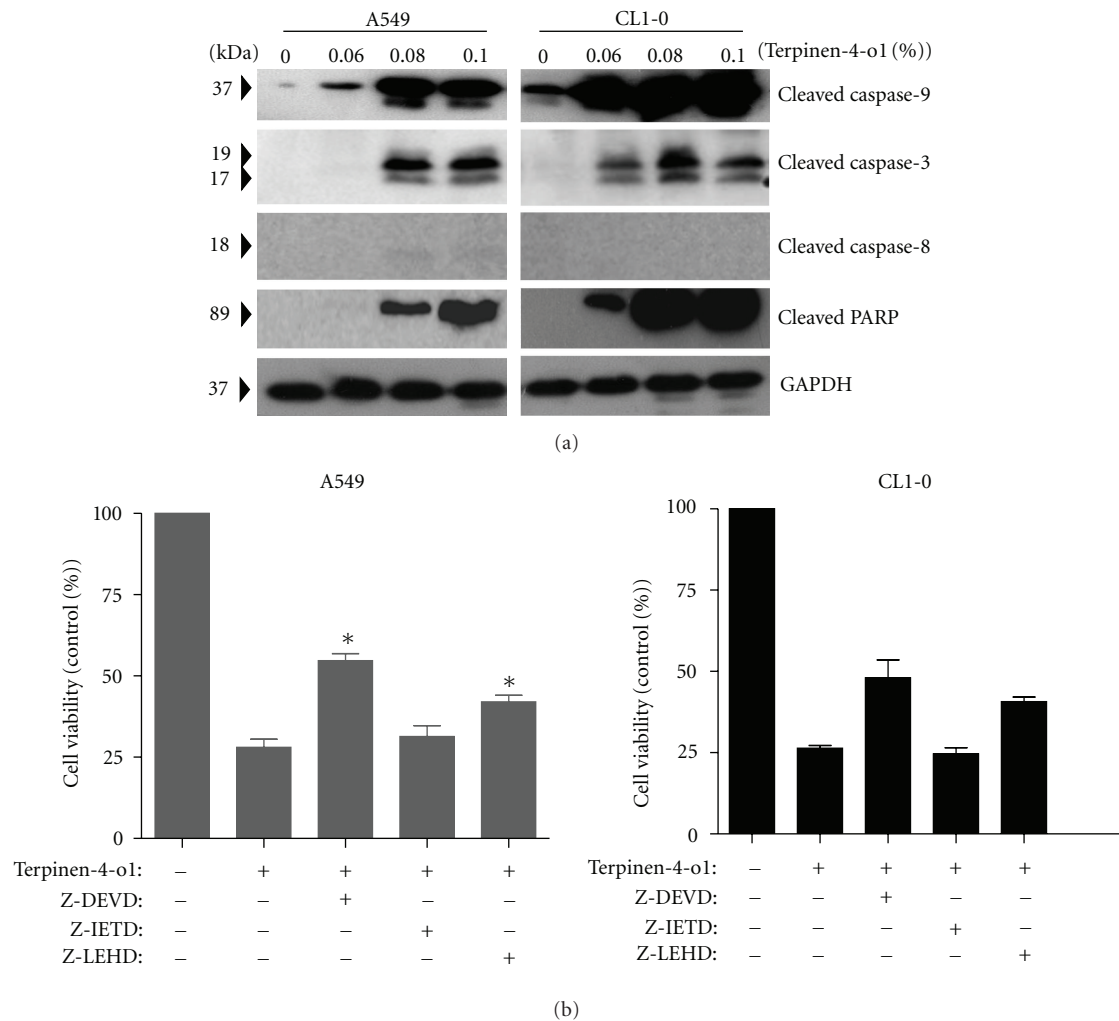 A549 CL1-0
(kDa) 0 0.06 0.08 0.1 0 0.06 0.08 0.1 (Terpinen-4-o1 (%))
37 Cleaved caspase-9
19
17 Cleaved caspase-3
18 Cleaved caspase-8
89 Cleaved PARP
37 GAPDH
(a)
A549
Cell viability (control (%))
100
75
50
25
0
* *
Terpinen-4-o1: – + + + +
Z-DEVD: – – + – –
Z-IETD: – – – + –
Z-LEHD: – – – – +
CL1-0
Cell viability (control (%))
100
75
50
25
0
Terpinen-4-o1: – + + + +
Z-DEVD: – – + – –
Z-IETD: – – – + –
Z-LEHD: – – – – +
(b)